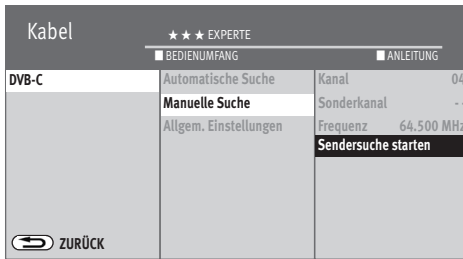 Kabel
★ ★ ★ EXPERTE
BEDIENUMFANG ANLEITUNG
DVB-C Automatische Suche Kanal 04
Manuelle Suche Sonderkanal - -
Allgem. Einstellungen Frequenz 64.500 MHz
Sendersuche starten
ZURÜCK